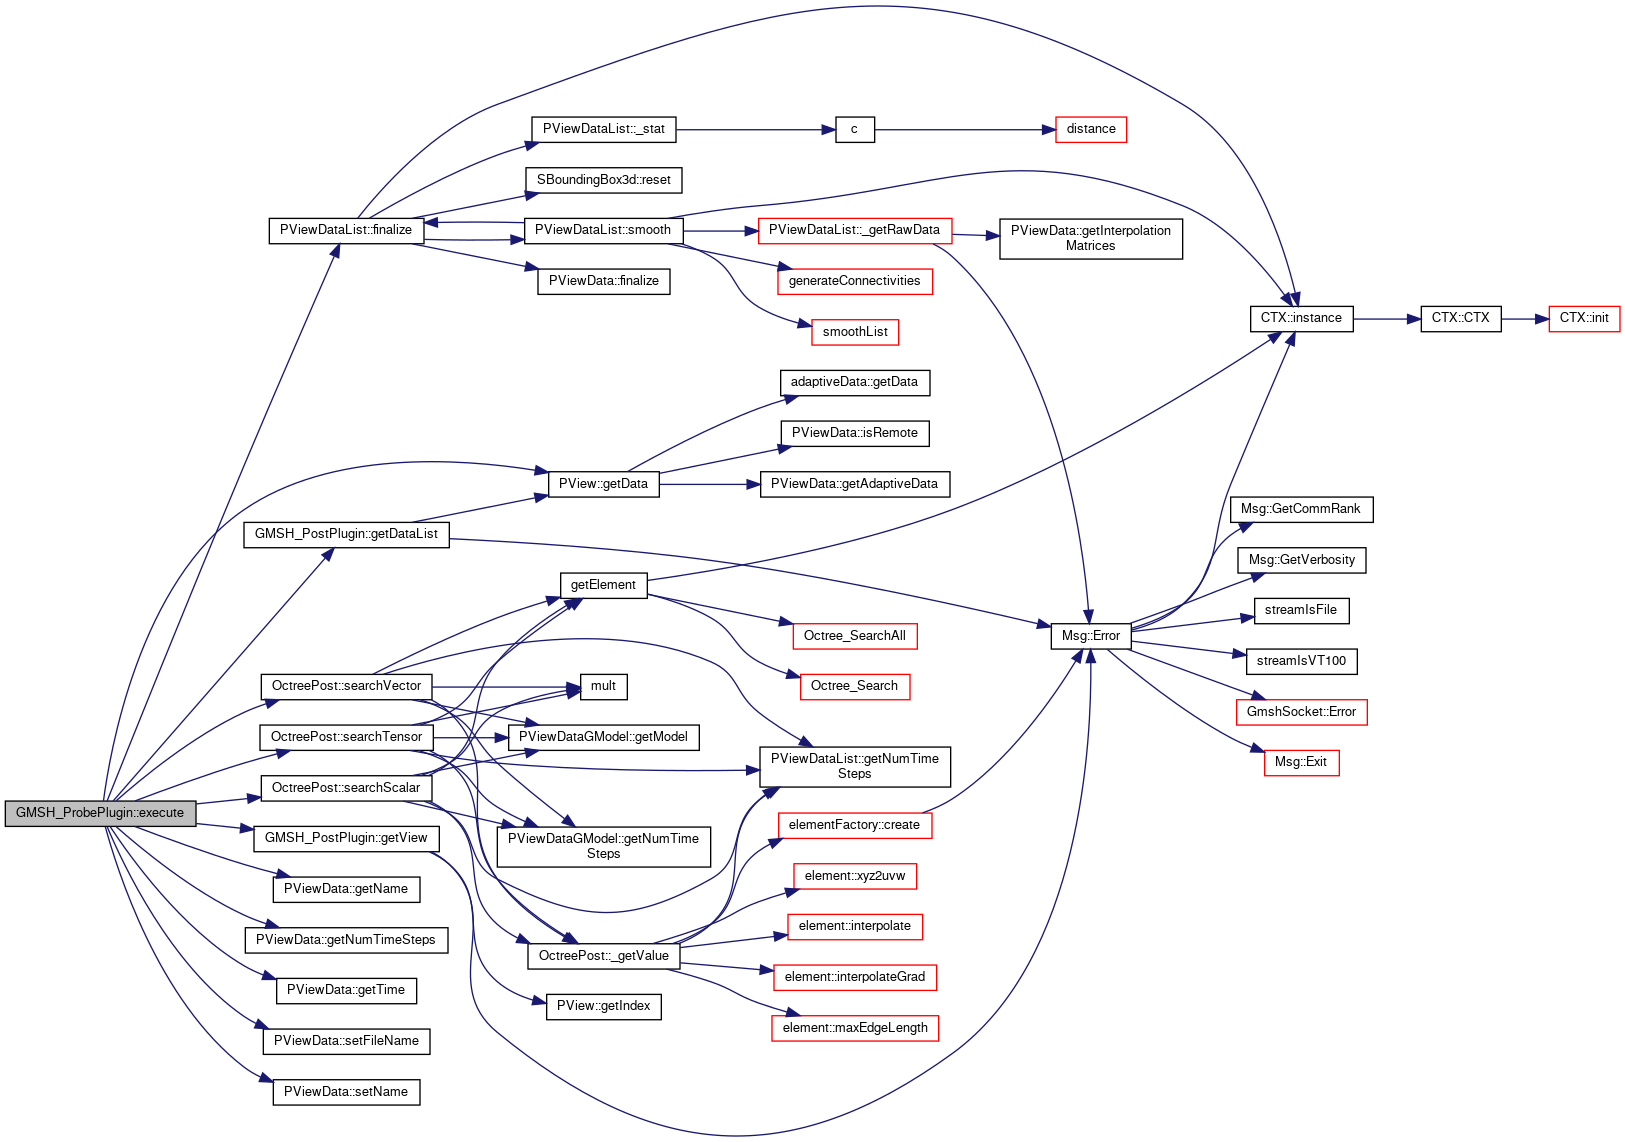 PViewDataList::_stat
c
distance
SBoundingBox3d::reset
PViewDataList::finalize
PViewDataList::smooth
PViewDataList::_getRawData
PViewData::getInterpolation
Matrices
PViewData::finalize
generateConnectivities
smoothList
CTX::instance
CTX::CTX
CTX::init
adaptiveData::getData
PViewData::isRemote
PView::getData
PViewData::getAdaptiveData
GMSH_PostPlugin::getDataList
Msg::GetCommRank
Msg::GetVerbosity
getElement
streamIsFile
Octree_SearchAll
Msg::Error
streamIsVT100
OctreePost::searchVector
mult
Octree_Search
GmshSocket::Error
OctreePost::searchTensor
PViewDataGModel::getModel
PViewDataList::getNumTime
Steps
Msg::Exit
OctreePost::searchScalar
GMSH_ProbePlugin::execute
GMSH_PostPlugin::getView
PViewDataGModel::getNumTime
Steps
elementFactory::create
PViewData::getName
element::xyz2uvw
PViewData::getNumTimeSteps
element::interpolate
OctreePost::_getValue
element::interpolateGrad
PViewData::getTime
PView::getIndex
element::maxEdgeLength
PViewData::setFileName
PViewData::setName